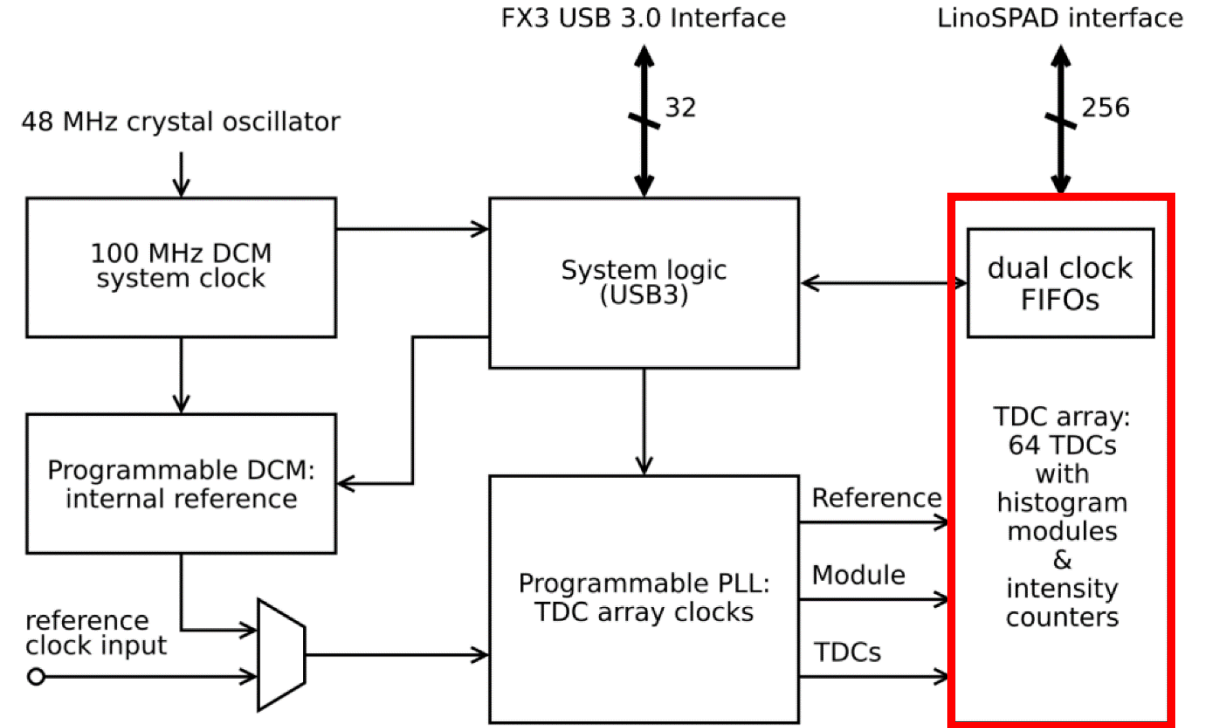 FX3 USB 3.0 Interface
LinoSPAD interface
32
256
48 MHz crystal oscillator
100 MHz DCM
system clock
System logic
(USB3)
dual clock
FIFOs
Programmable DCM:
internal reference
TDC array:
64 TDCs
with
histogram
modules
&
intensity
counters
Reference
Module
TDCs
Programmable PLL:
TDC array clocks
reference
clock input